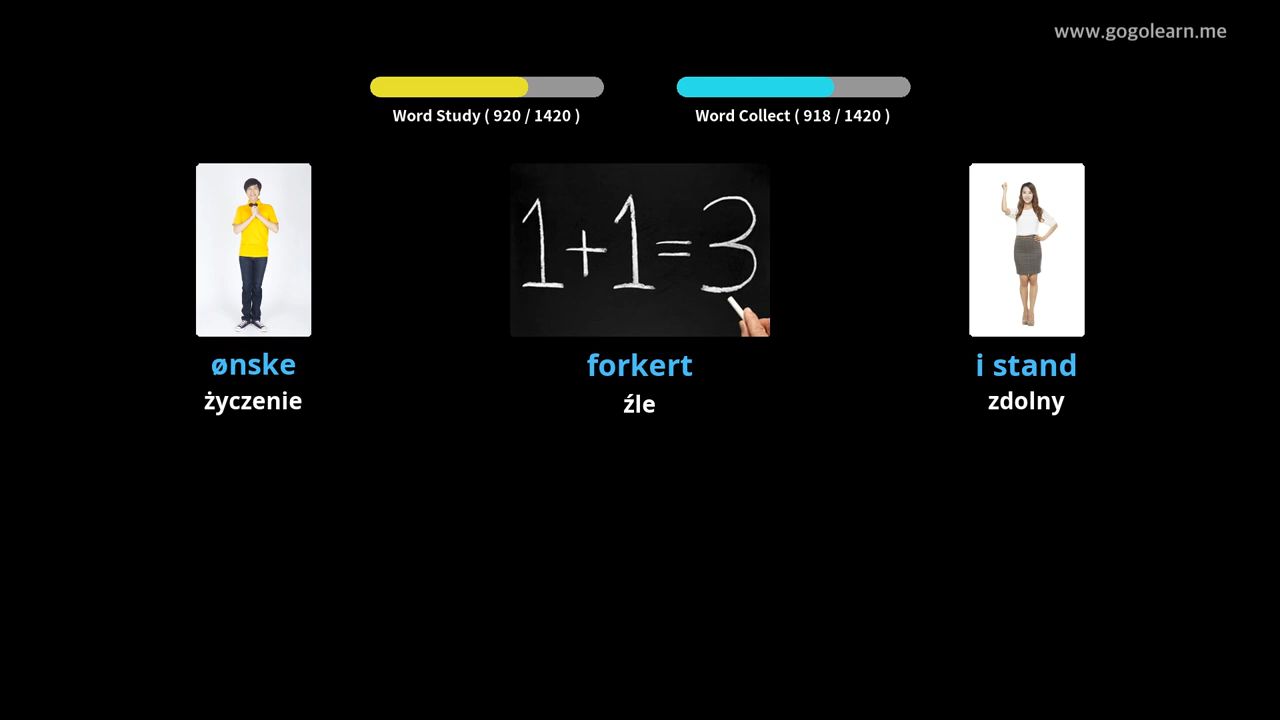 www.gogolearn.me
Word Study ( 920 / 1420 )
Word Collect ( 918 / 1420 )
1+1=3
ønske
forkert
i stand
życzenie
źle
zdolny